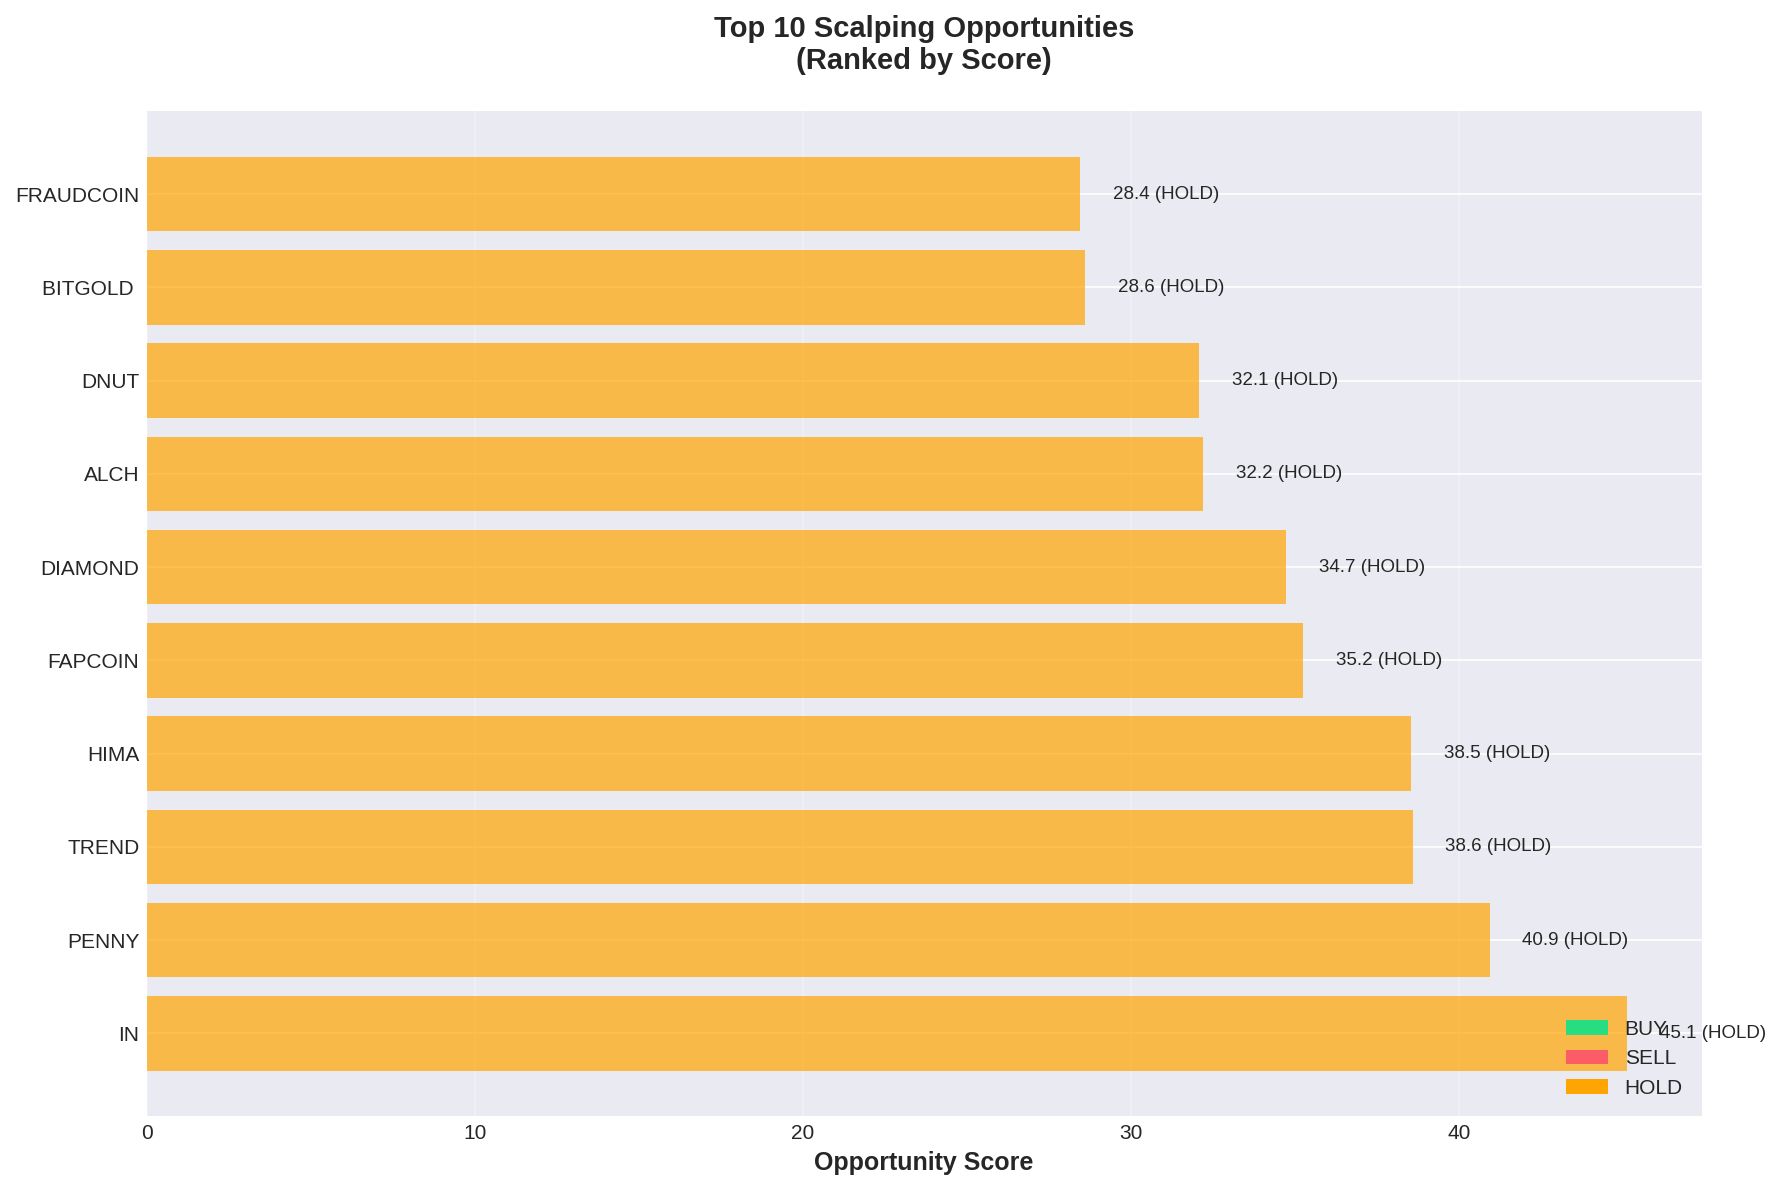 Top 10 Scalping Opportunities
(Ranked by Score)
FRAUDCOIN 28.4 (HOLD)
BITGOLD 28.6 (HOLD)
DNUT 32.1 (HOLD)
ALCH 32.2 (HOLD)
DIAMOND 34.7 (HOLD)
FAPCOIN 35.2 (HOLD)
HIMA 38.5 (HOLD)
TREND 38.6 (HOLD)
PENNY 40.9 (HOLD)
IN 45.1 (HOLD)
BUY
SELL
HOLD
0 10 20 30 40
Opportunity Score